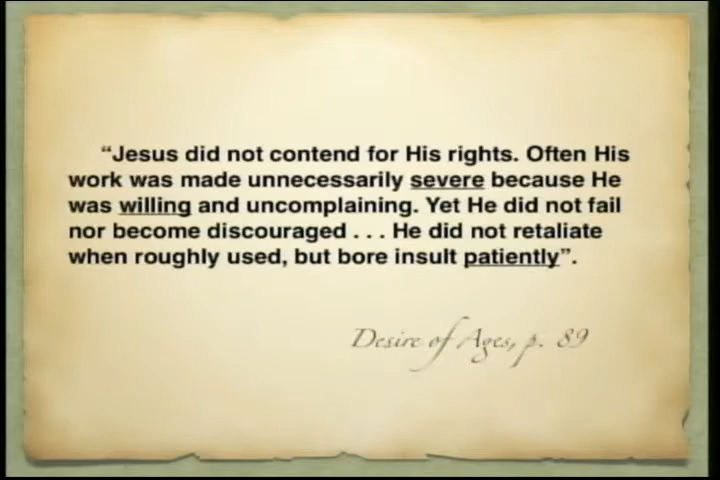 “Jesus did not contend for His rights. Often His
work was made unnecessarily severe because He
was willing and uncomplaining. Yet He did not fail
nor become discouraged . . . He did not retaliate
when roughly used, but bore insult patiently”.
Desire of Ages, p. 89